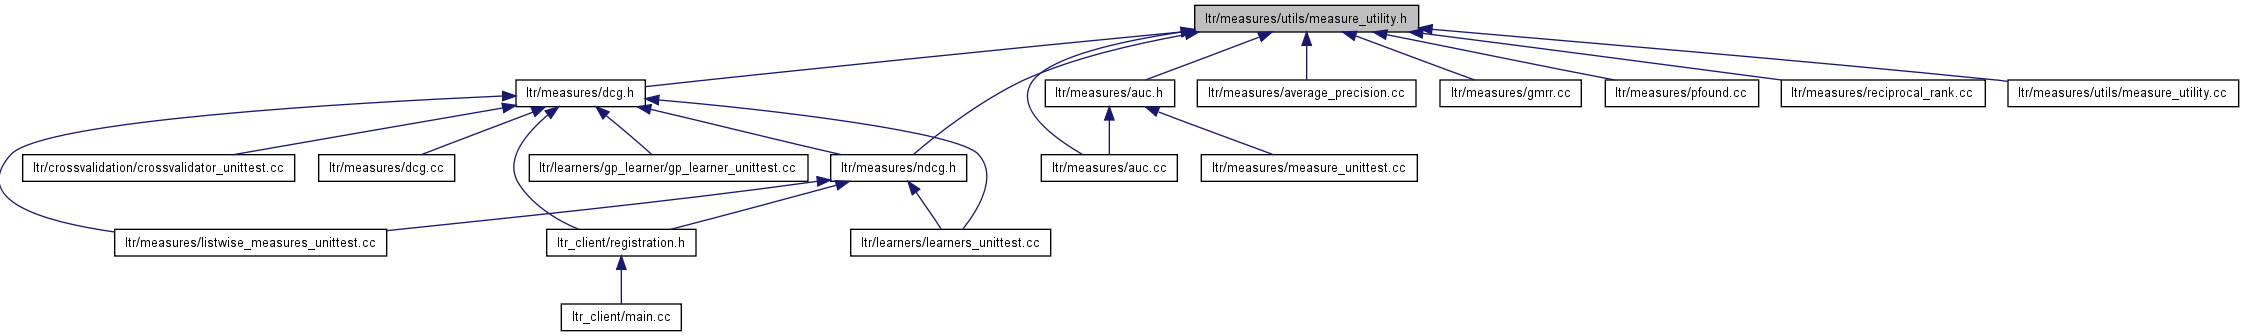 ltr/measures/utils/measure_utility.h
ltr/measures/dcg.h
ltr/measures/auc.h
ltr/measures/average_precision.cc
ltr/measures/gmrr.cc
ltr/measures/pfound.cc
ltr/measures/reciprocal_rank.cc
ltr/measures/utils/measure_utility.cc
ltr/crossvalidation/crossvalidator_unittest.cc
ltr/measures/dcg.cc
ltr/learners/gp_learner/gp_learner_unittest.cc
ltr/measures/ndcg.h
ltr/measures/auc.cc
ltr/measures/measure_unittest.cc
ltr/measures/listwise_measures_unittest.cc
ltr_client/registration.h
ltr/learners/learners_unittest.cc
ltr_client/main.cc